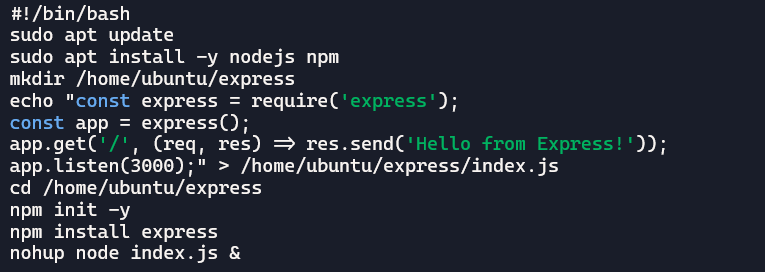 #!/bin/bash
sudo apt update
sudo apt install -y nodejs npm
mkdir /home/ubuntu/express
echo "const express = require('express');
const app = express();
app.get('/', (req, res) => res.send('Hello from Express!'));
app.listen(3000);" > /home/ubuntu/express/index.js
cd /home/ubuntu/express
npm init -y
npm install express
nohup node index.js &